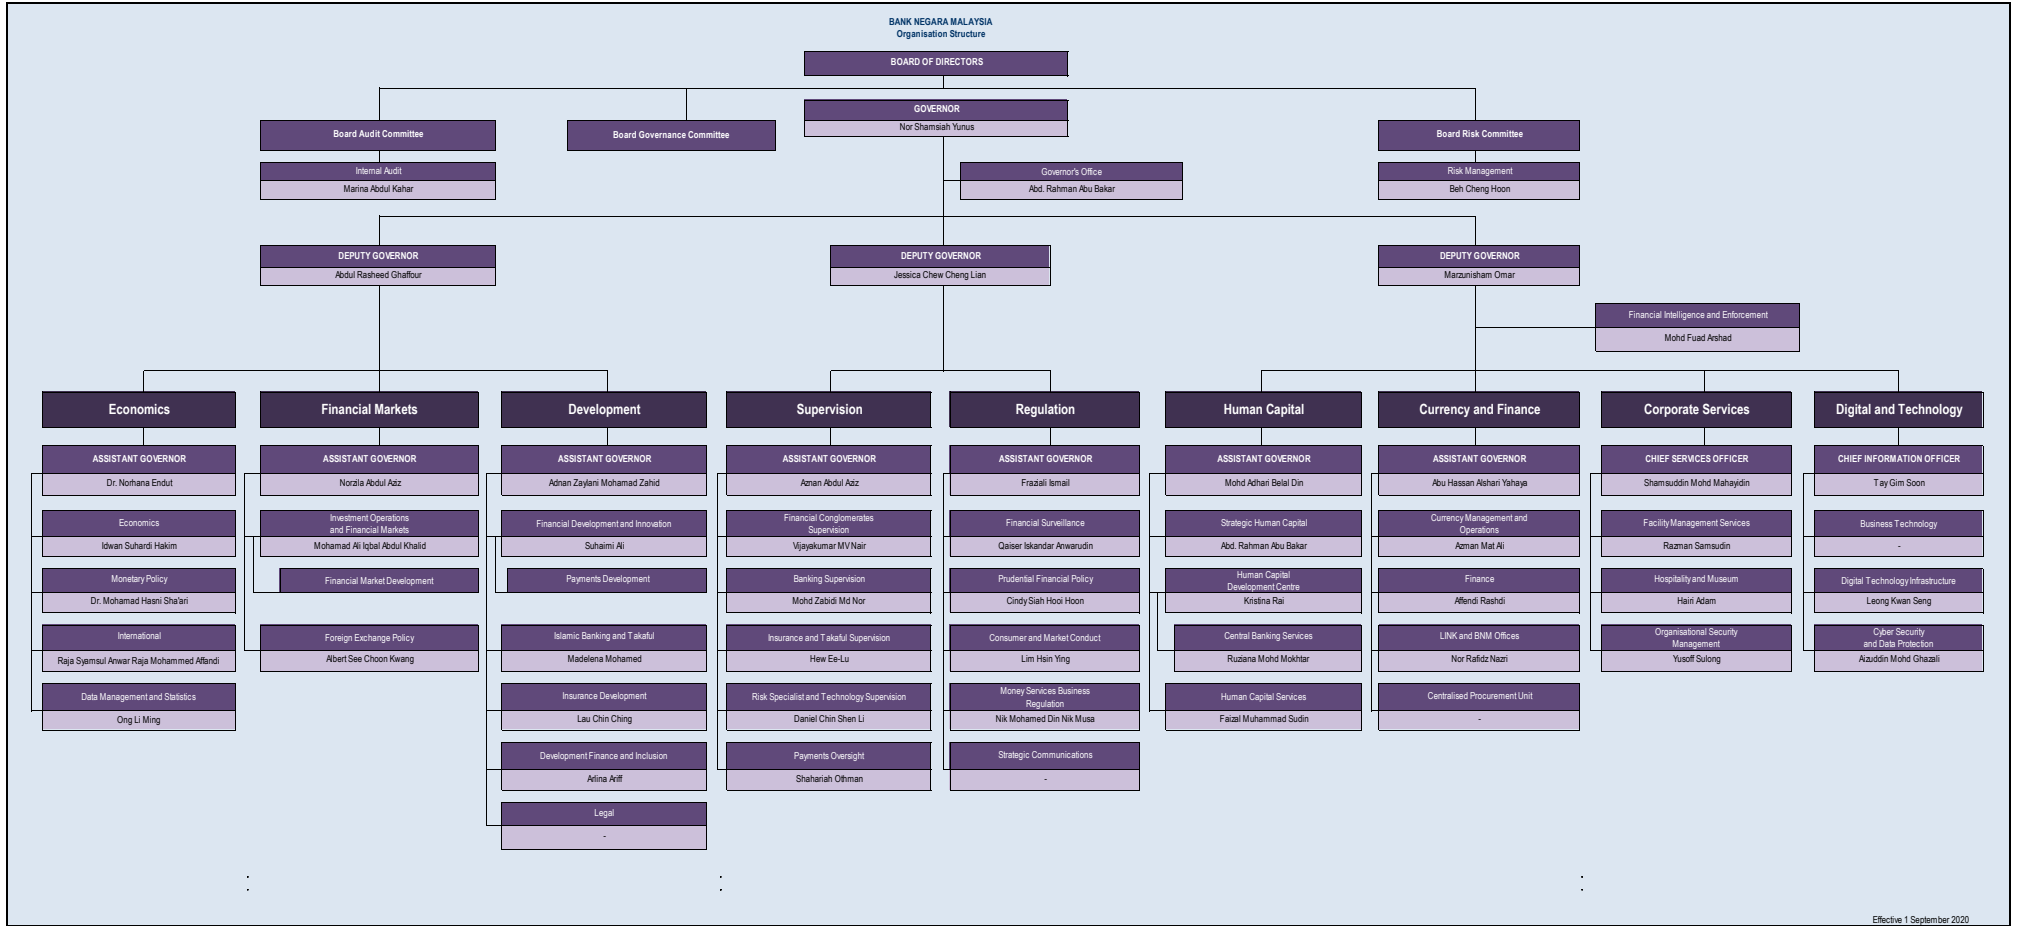 BANK NEGARA MALAYSIA
Organisation Structure
BOARD OF DIRECTORS
GOVERNOR
Nor Shamsiah Yunus
Board Audit Committee
Board Governance Committee
Board Risk Committee
Internal Audit
Marina Abdul Kahar
Governor's Office
Abd. Rahman Abu Bakar
Risk Management
Beh Cheng Hoon
DEPUTY GOVERNOR
Abdul Rasheed Ghaffour
DEPUTY GOVERNOR
Jessica Chew Cheng Lian
DEPUTY GOVERNOR
Marzunisham Omar
Financial Intelligence and Enforcement
Mohd Fuad Arshad
Economics
ASSISTANT GOVERNOR
Dr. Norhana Endut
Economics
Idwan Suhardi Hakim
Monetary Policy
Dr. Mohamad Hasni Sha'ari
International
Raja Syamsul Anwar Raja Mohammed Affandi
Data Management and Statistics
Ong Li Ming
Financial Markets
ASSISTANT GOVERNOR
Norzila Abdul Aziz
Investment Operations
and Financial Markets
Mohamad Ali Iqbal Abdul Khalid
Financial Market Development
Foreign Exchange Policy
Albert See Choon Kwang
Development
ASSISTANT GOVERNOR
Adnan Zaylani Mohamad Zahid
Financial Development and Innovation
Suhaimi Ali
Payments Development
Islamic Banking and Takaful
Madelena Mohamed
Insurance Development
Lau Chin Ching
Development Finance and Inclusion
Arlina Ariff
Legal
-
Supervision
ASSISTANT GOVERNOR
Aznan Abdul Aziz
Financial Conglomerates
Supervision
Vijayakumar MV Nair
Banking Supervision
Mohd Zabidi Md Nor
Insurance and Takaful Supervision
Hew Ee-Lu
Risk Specialist and Technology Supervision
Daniel Chin Shen Li
Payments Oversight
Shahariah Othman
Regulation
ASSISTANT GOVERNOR
Fraziali Ismail
Financial Surveillance
Qaiser Iskandar Anwarudin
Prudential Financial Policy
Cindy Siah Hooi Hoon
Consumer and Market Conduct
Lim Hsin Ying
Money Services Business
Regulation
Nik Mohamed Din Nik Musa
Strategic Communications
-
Human Capital
ASSISTANT GOVERNOR
Mohd Adhari Belal Din
Strategic Human Capital
Abd. Rahman Abu Bakar
Human Capital
Development Centre
Kristina Rai
Central Banking Services
Ruziana Mohd Mokhtar
Human Capital Services
Faizal Muhammad Sudin
Currency and Finance
ASSISTANT GOVERNOR
Abu Hassan Alshari Yahaya
Currency Management and
Operations
Azman Mat Ali
Finance
Affendi Rashdi
LINK and BNM Offices
Nor Rafidz Nazri
Centralised Procurement Unit
-
Corporate Services
CHIEF SERVICES OFFICER
Shamsuddin Mohd Mahayidin
Facility Management Services
Razman Samsudin
Hospitality and Museum
Hairi Adam
Organisational Security
Management
Yusoff Sulong
Digital and Technology
CHIEF INFORMATION OFFICER
Tay Gim Soon
Business Technology
-
Digital Technology Infrastructure
Leong Kwan Seng
Cyber Security
and Data Protection
Aizuddin Mohd Ghazali
:
:
:
Effective 1 September 2020